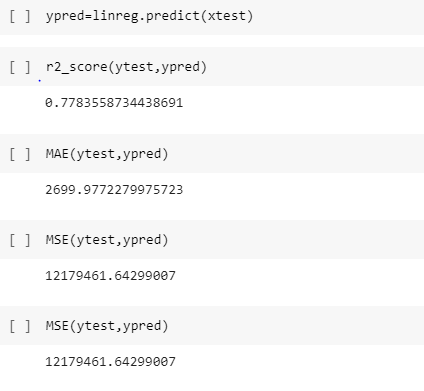 [ ] ypred=linreg.predict(xtest)
[ ] r2_score(ytest,ypred)
0.7783558734438691
[ ] MAE(ytest,ypred)
2699.9772279975723
[ ] MSE(ytest,ypred)
12179461.64299007
[ ] MSE(ytest,ypred)
12179461.64299007